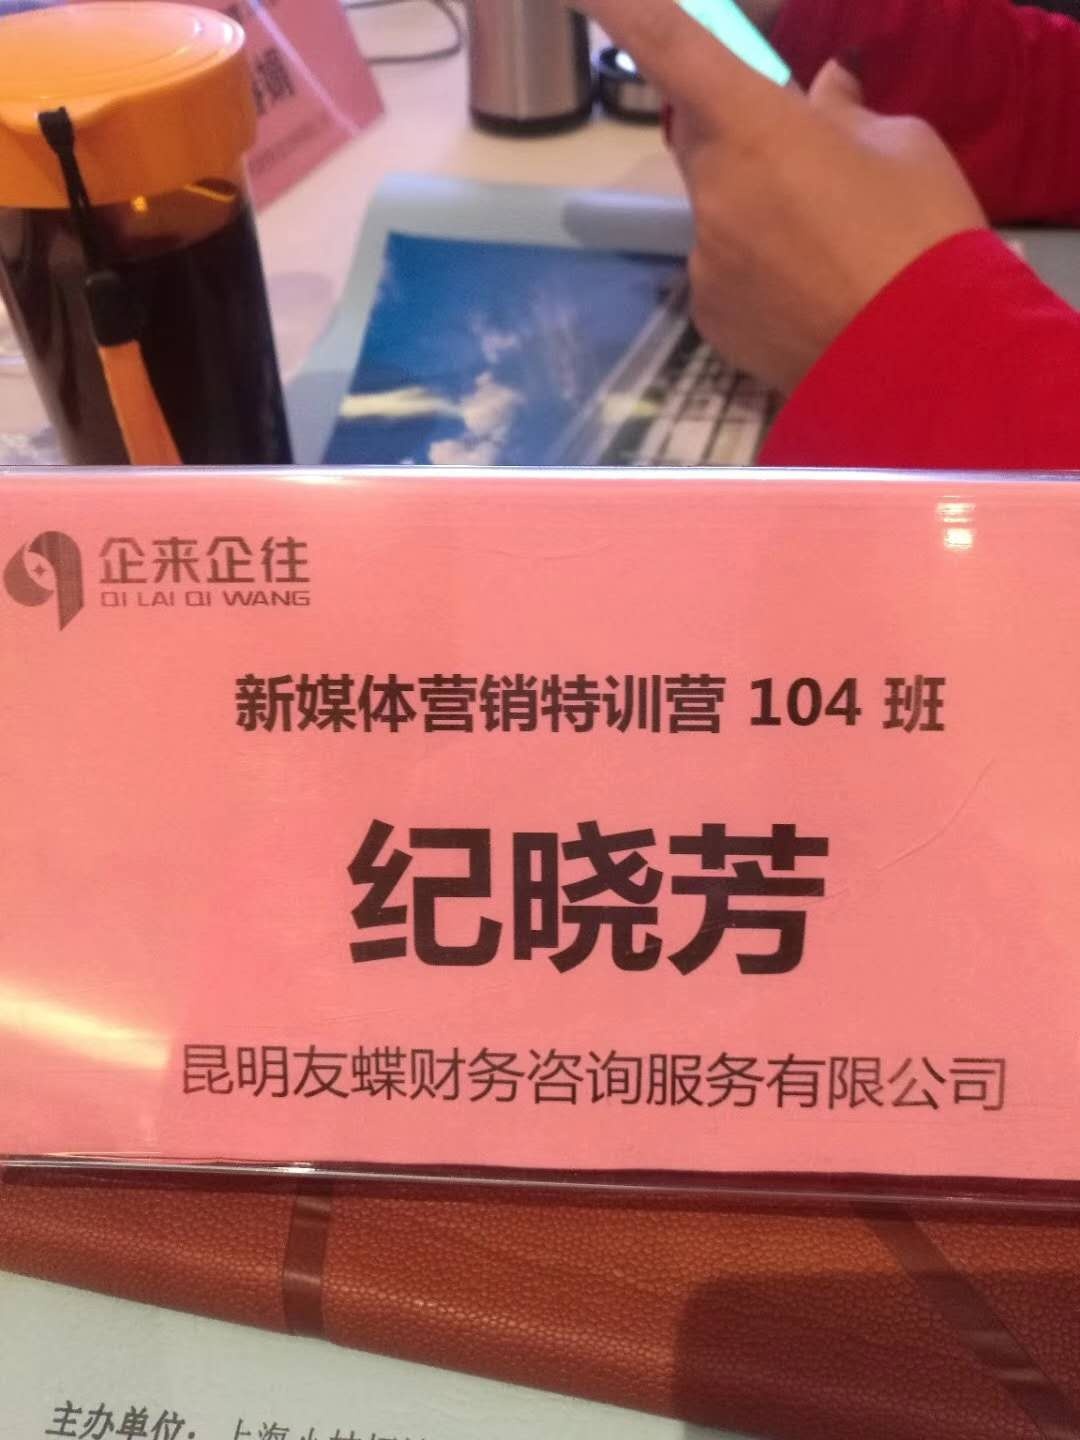 企来企往
QI LAI QI WANG
新媒体营销特训营 104 班
纪晓芳
昆明友蝶财务咨询服务有限公司
主办单位：上海